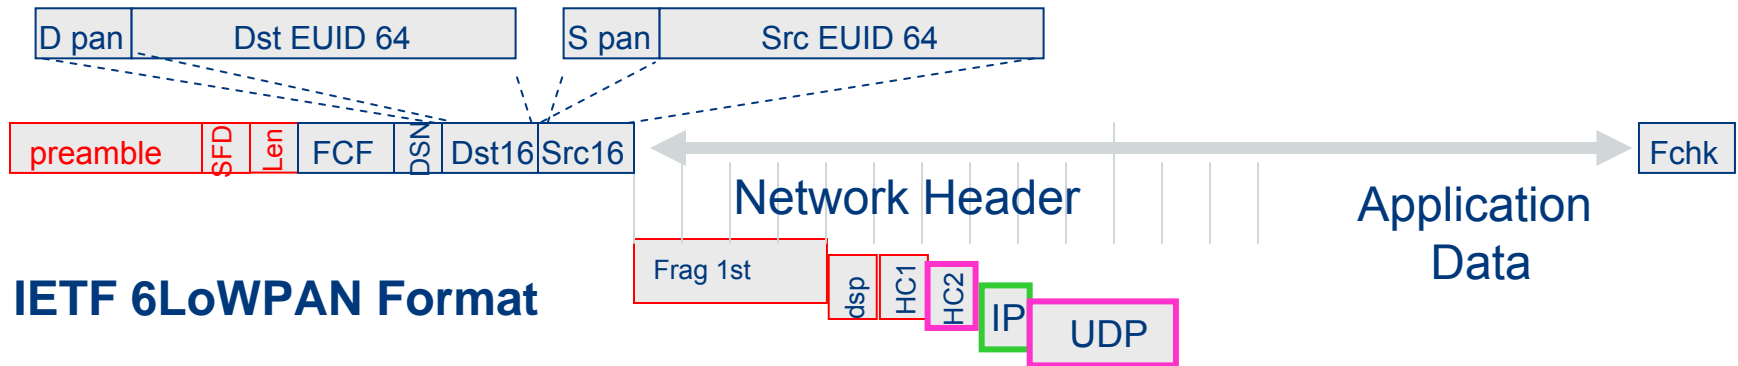 D pan Dst EUID 64 S pan Src EUID 64
preamble SFD Len FCF DSN Dst16 Src16 Fchk
Network Header
Application
Data
Frag 1st
dsp HC1 HC2 IP UDP
IETF 6LoWPAN Format